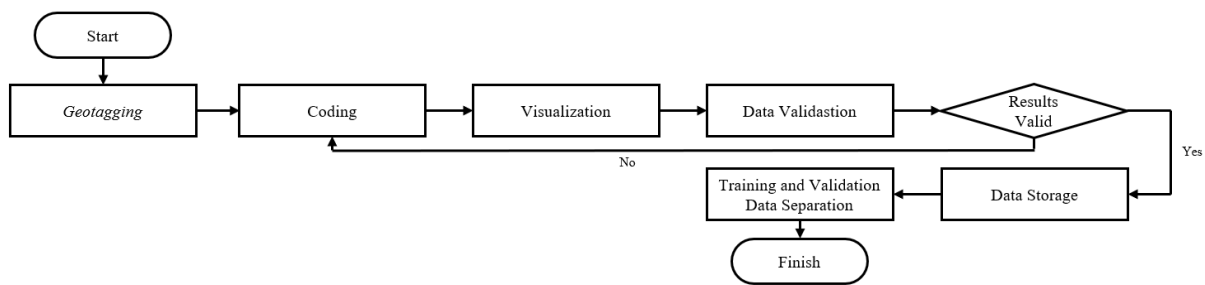 Start
Geotagging
Coding
Visualization
Data Validastion
Results
Valid
No
Yes
Training and Validation
Data Separation
Data Storage
Finish